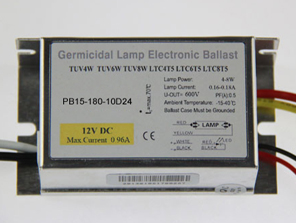 Germicidal Lamp Electronic Ballast
TUV4W TUV6W TUV8W LTC4T5 LTC6T5 LTC8T5
Lamp Power: 4-8W
Lamp Current: 0.16-0.18A
U-OUT= 600V PF(λ) 0.5
Ambient Temperature: -15-45°C
Ballast Case Must be Grounded
PB15-180-10D24
12V DC
Max Current 0.96A
RED LAMP
YELLOW
WHITE
BLACK BLACK